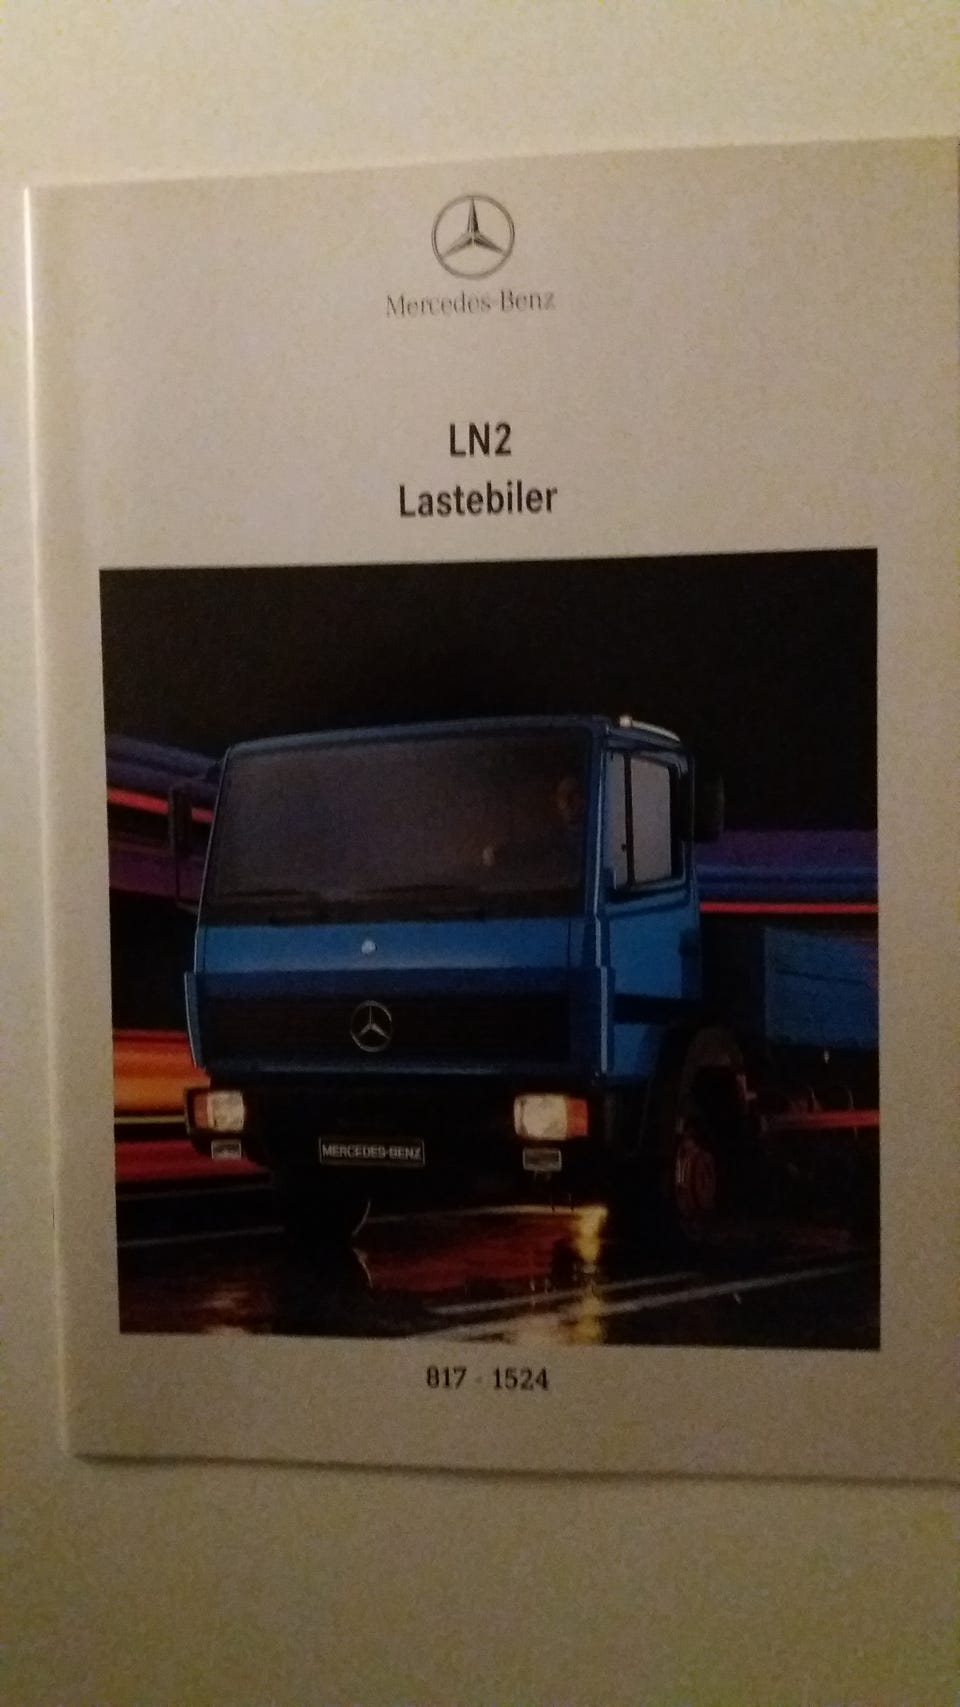 Mercedes-Benz
LN2
Lastebiler
MERCEDES-BENZ
817 - 1524